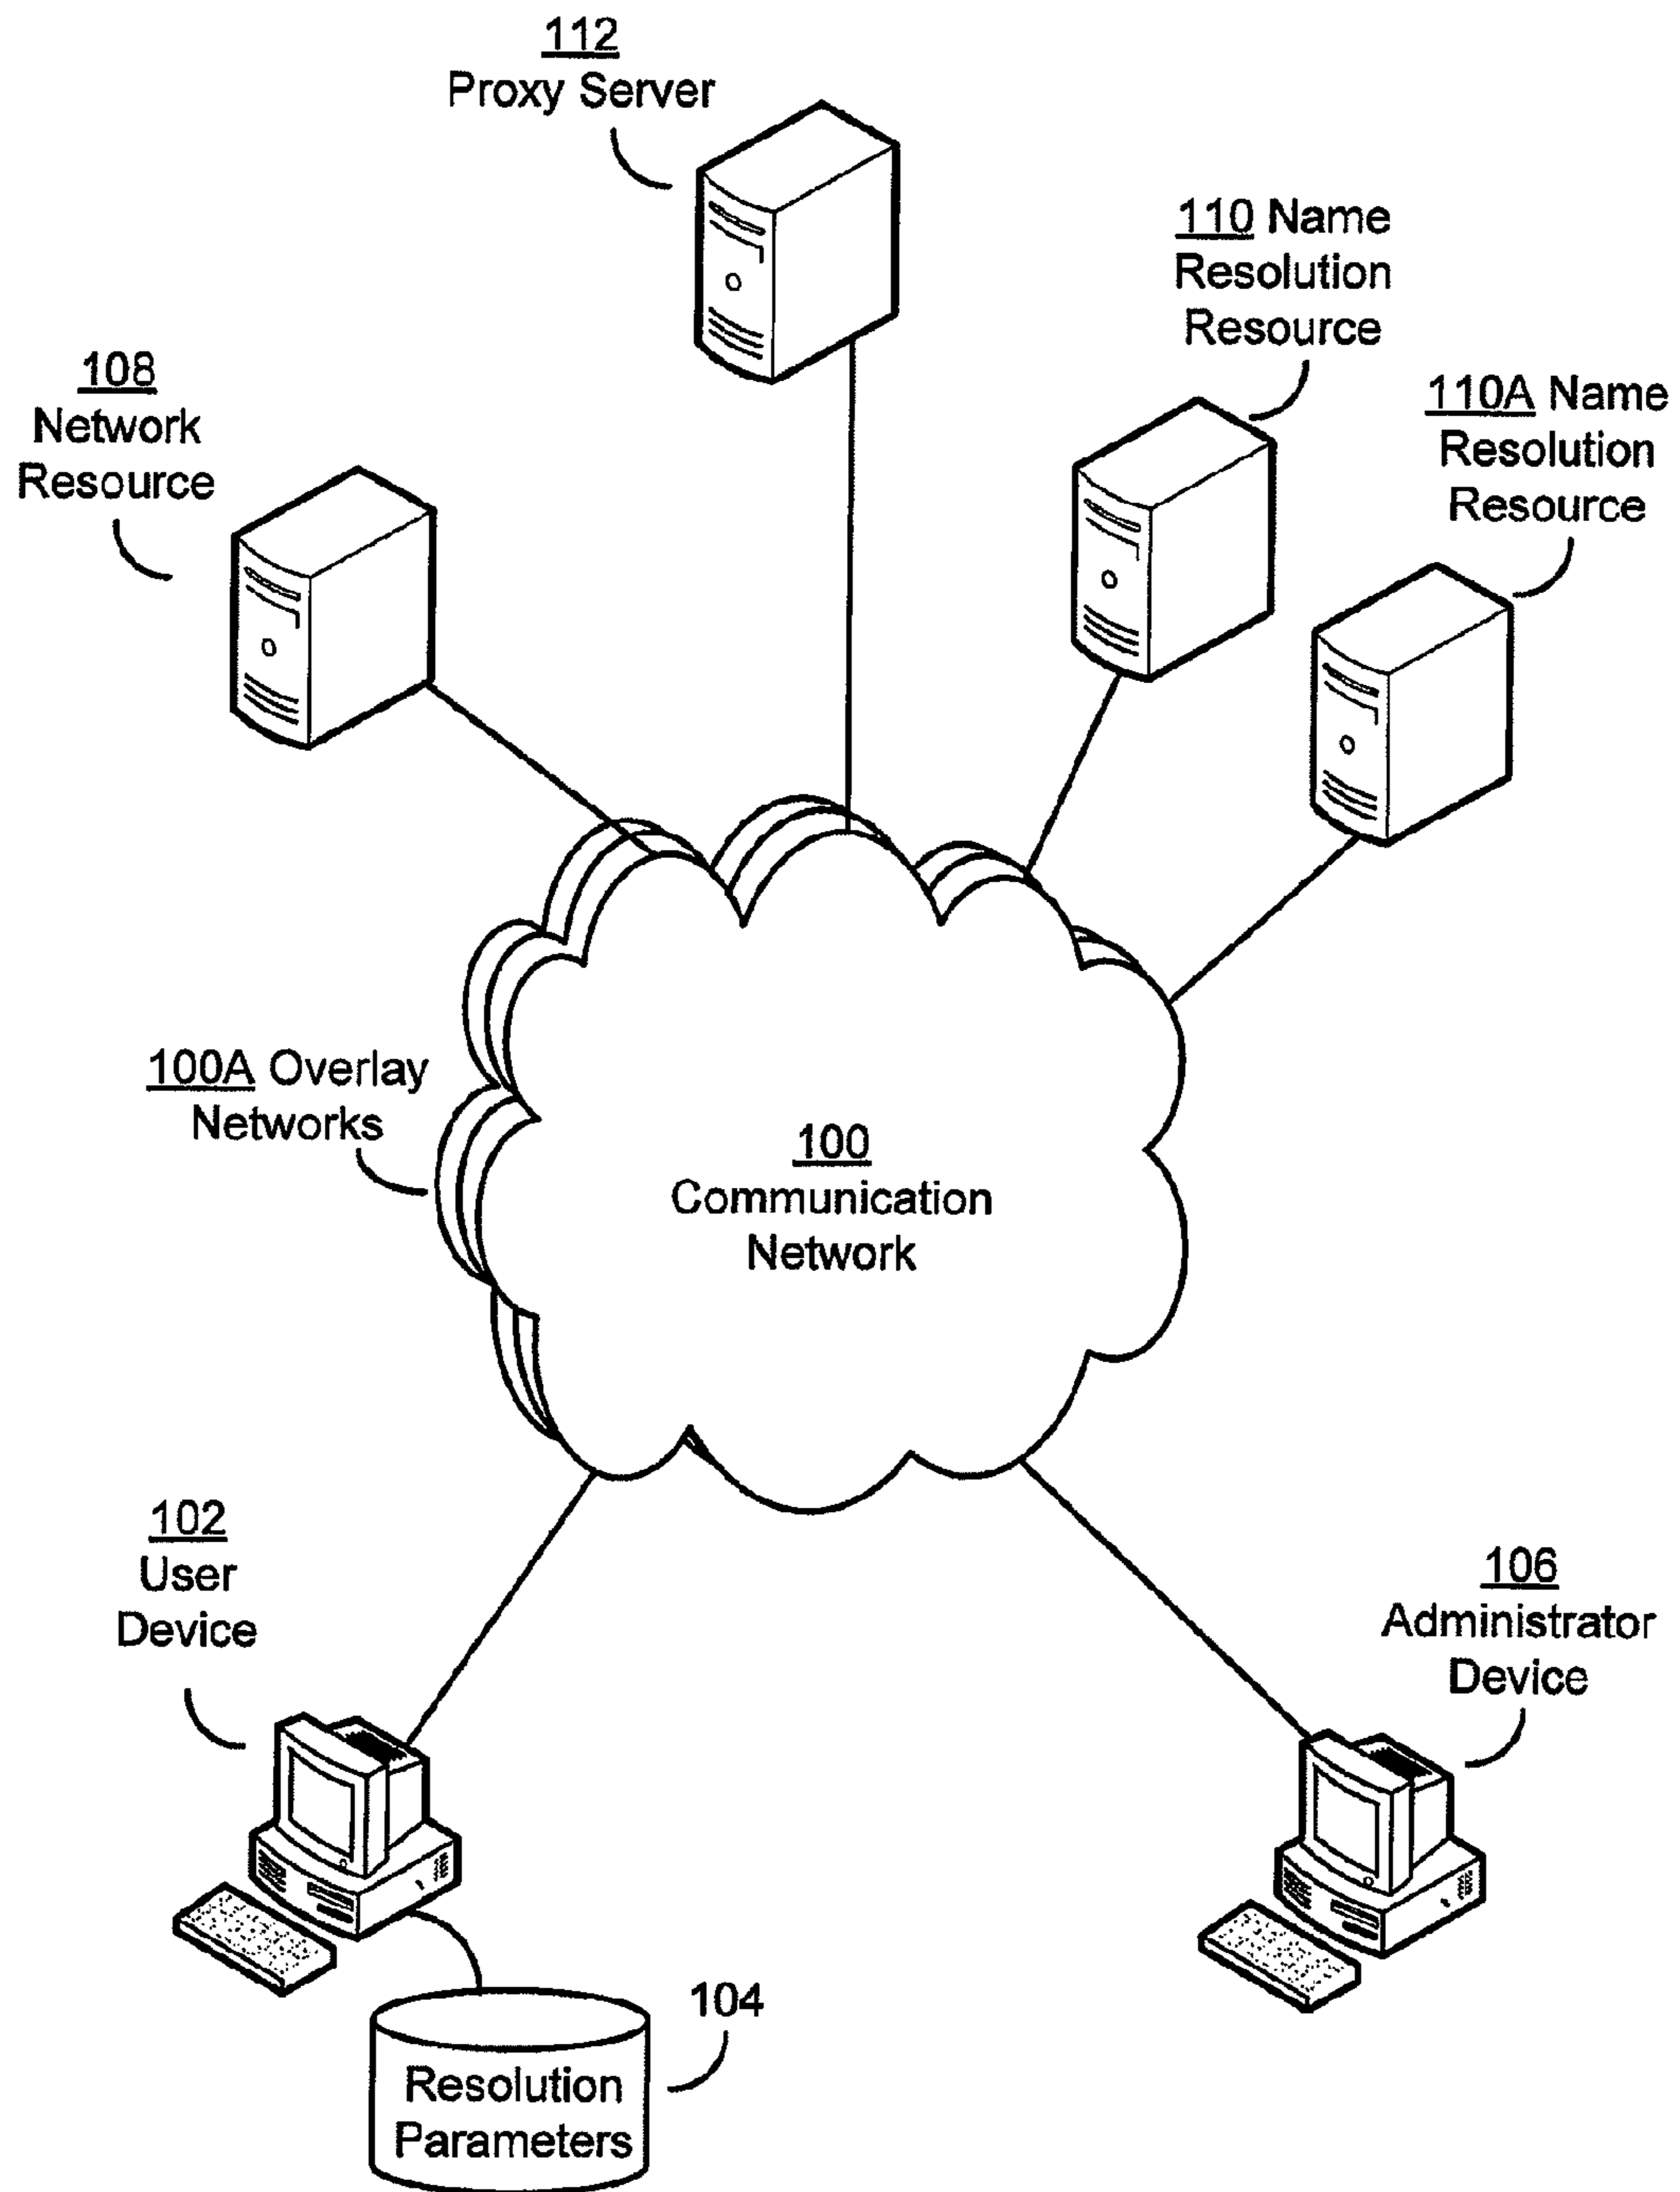 112
Proxy Server
110 Name
Resolution
Resource
108
Network
Resource
110A Name
Resolution
Resource
100A Overlay
Networks
100
Communication
Network
102
User
Device
106
Administrator
Device
104
Resolution
Parameters